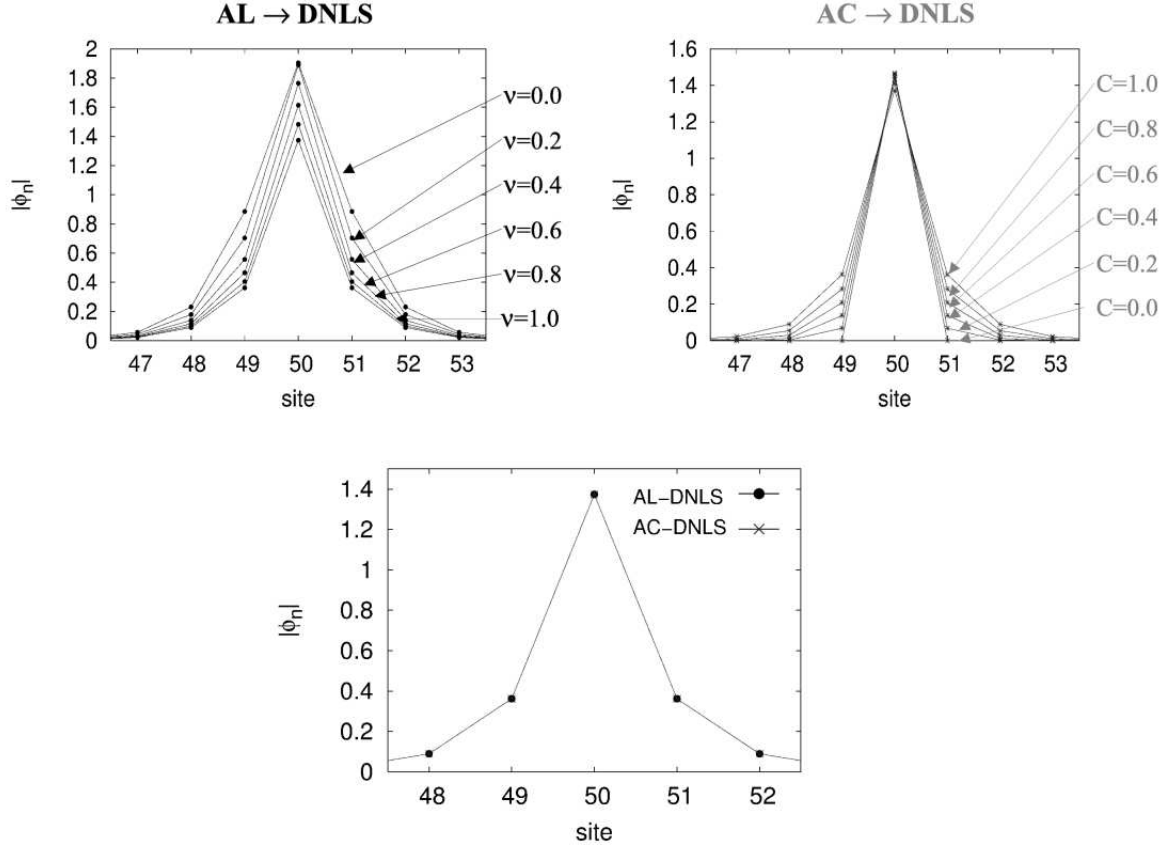 AL → DNLS
2
1.8
1.6
1.4
1.2
1
0.8
0.6
0.4
0.2
0
|ϕn|
47 48 49 50 51 52 53
site
ν=0.0
ν=0.2
ν=0.4
ν=0.6
ν=0.8
ν=1.0
AC → DNLS
1.6
1.4
1.2
1
0.8
0.6
0.4
0.2
0
|ϕn|
47 48 49 50 51 52 53
site
C=1.0
C=0.8
C=0.6
C=0.4
C=0.2
C=0.0
1.4
1.2
1
0.8
0.6
0.4
0.2
0
|ϕn|
AL−DNLS
AC−DNLS
48 49 50 51 52
site